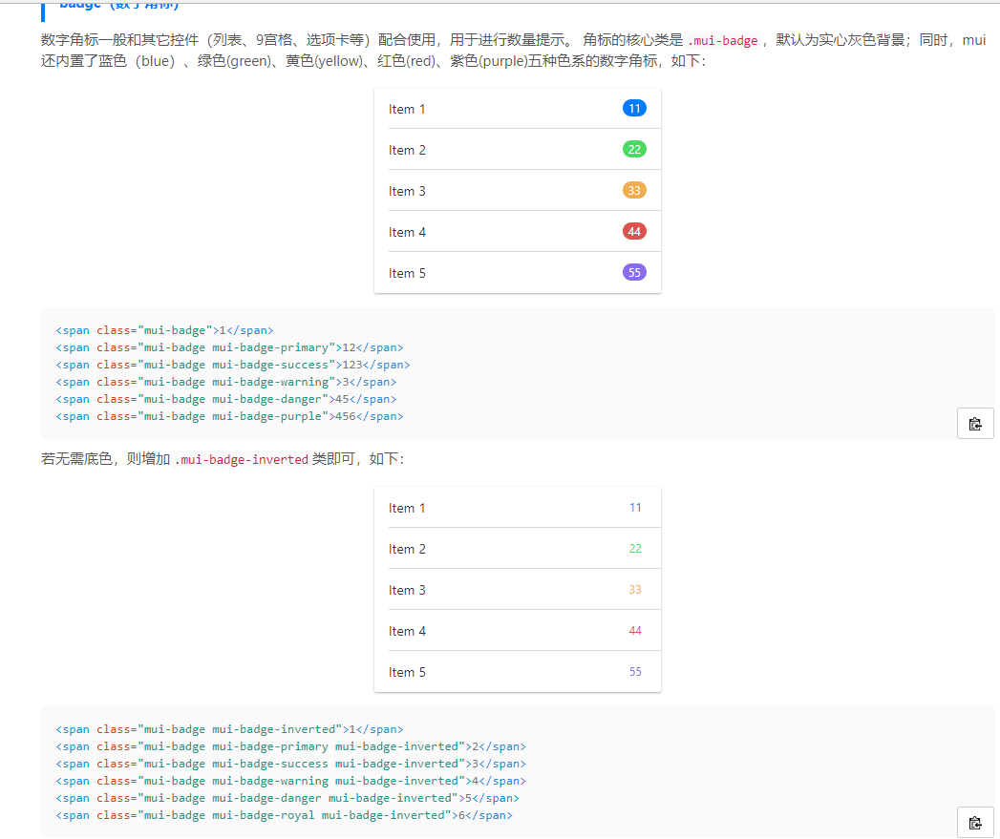 badge（数字角标）
数字角标一般和其它控件（列表、9宫格、选项卡等）配合使用，用于进行数量提示。 角标的核心类是 .mui-badge ，默认为实心灰色背景；同时，mui
还内置了蓝色（blue）、绿色(green)、黄色(yellow)、红色(red)、紫色(purple)五种色系的数字角标，如下：
Item 1 11
Item 2 22
Item 3 33
Item 4 44
Item 5 55
<span class="mui-badge">1</span>
<span class="mui-badge mui-badge-primary">12</span>
<span class="mui-badge mui-badge-success">123</span>
<span class="mui-badge mui-badge-warning">3</span>
<span class="mui-badge mui-badge-danger">45</span>
<span class="mui-badge mui-badge-purple">456</span>
若无需底色，则增加 .mui-badge-inverted 类即可，如下：
Item 1 11
Item 2 22
Item 3 33
Item 4 44
Item 5 55
<span class="mui-badge mui-badge-inverted">1</span>
<span class="mui-badge mui-badge-primary mui-badge-inverted">2</span>
<span class="mui-badge mui-badge-success mui-badge-inverted">3</span>
<span class="mui-badge mui-badge-warning mui-badge-inverted">4</span>
<span class="mui-badge mui-badge-danger mui-badge-inverted">5</span>
<span class="mui-badge mui-badge-royal mui-badge-inverted">6</span>